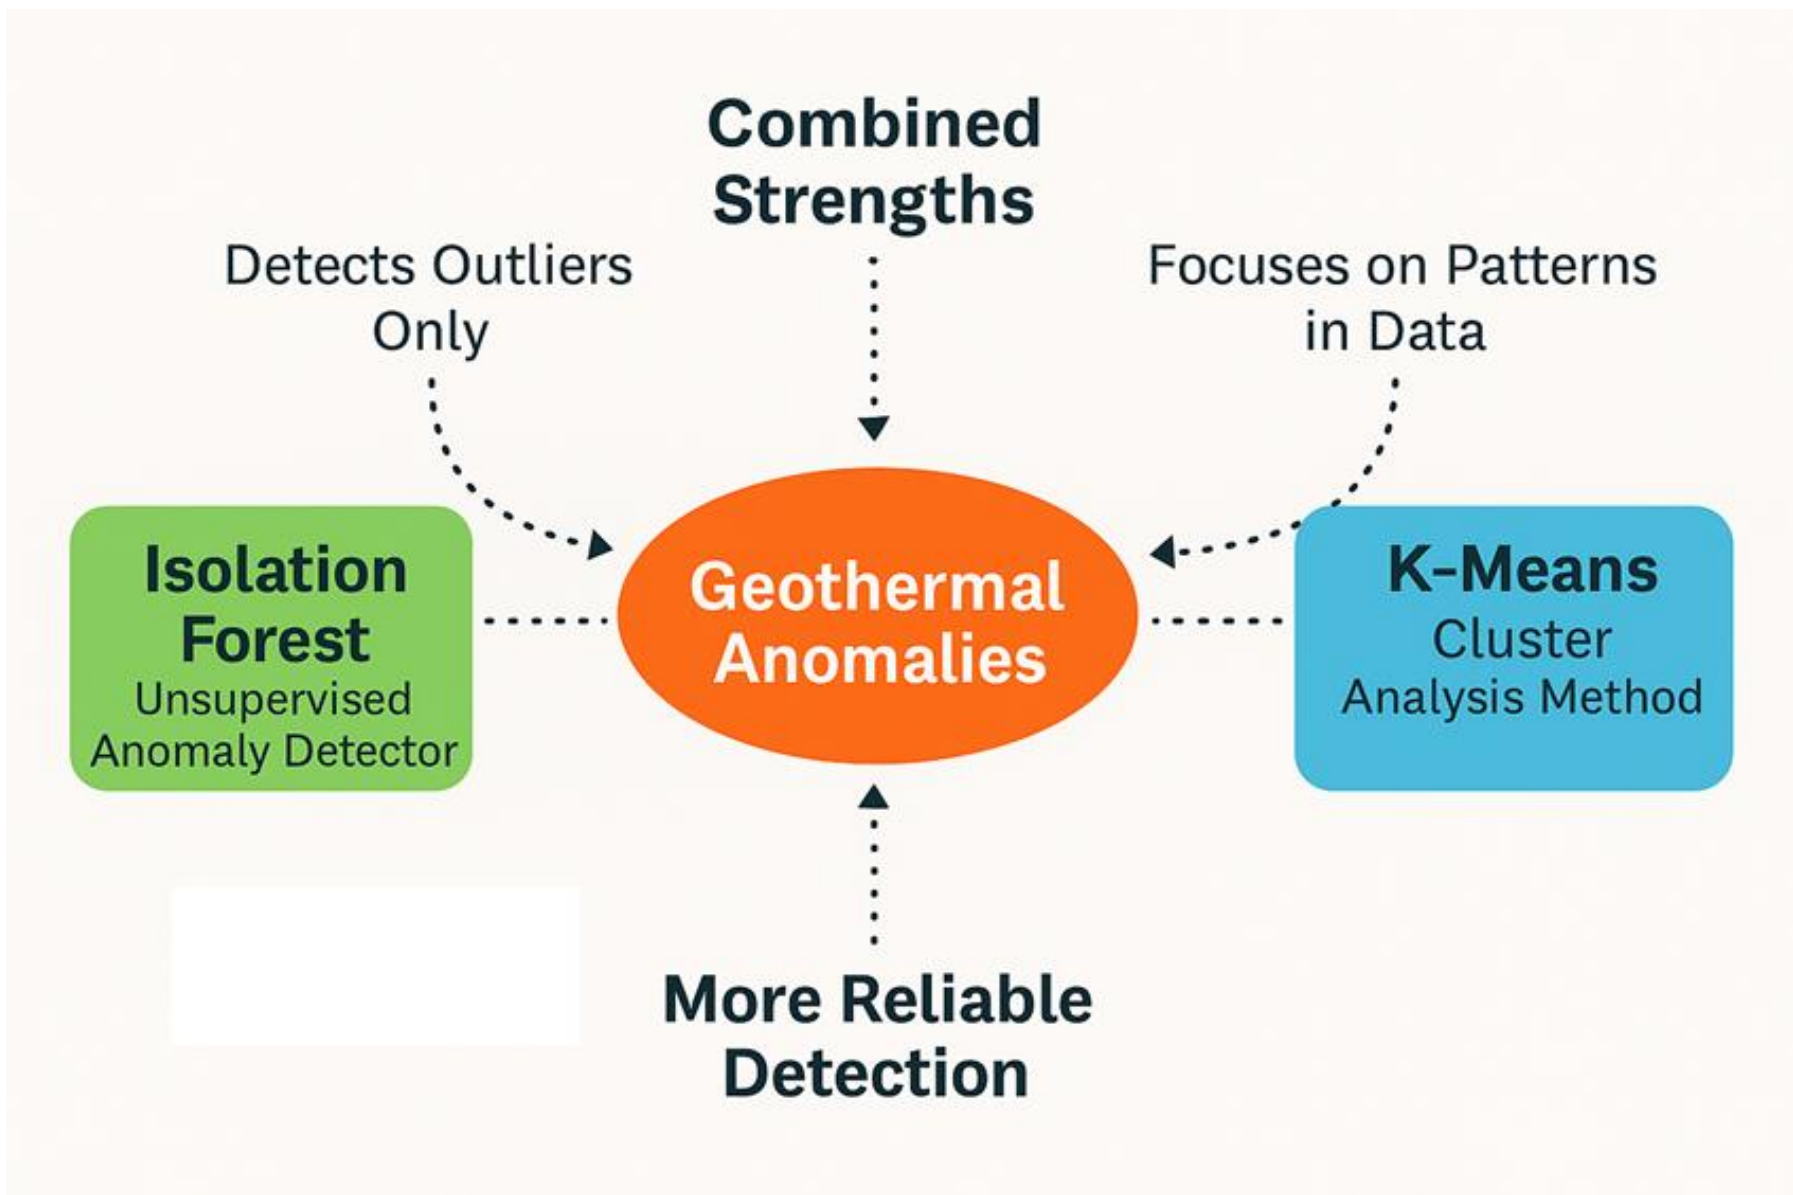 Combined
Strengths
Detects Outliers
Only
Focuses on Patterns
in Data
Isolation
Forest
Unsupervised
Anomaly Detector
Geothermal
Anomalies
K-Means
Cluster
Analysis Method
More Reliable
Detection